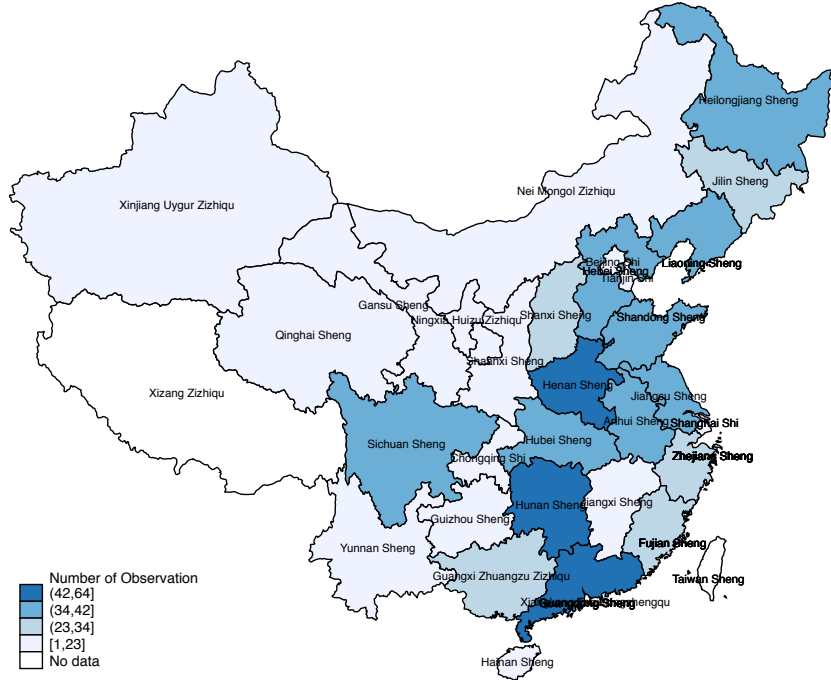 Heilongjiang Sheng
Jilin Sheng
Nei Mongol Zizhiqu
Xinjiang Uygur Zizhiqu
Beijing Shi
Liaoning Sheng
Hebei Sheng
Tianjin Shi
Gansu Sheng
Shanxi Sheng
Shandong Sheng
Ningxia Huizu Zizhiqu
Qinghai Sheng
Shaanxi Sheng
Henan Sheng
Xizang Zizhiqu
Jiangsu Sheng
Anhui Sheng
Shanghai Shi
Hubei Sheng
Sichuan Sheng
Chongqing Shi
Zhejiang Sheng
Hunan Sheng
Jiangxi Sheng
Guizhou Sheng
Yunnan Sheng
Fujian Sheng
Guangxi Zhuangzu Zizhiqu
Taiwan Sheng
Guangdong Sheng
Hainan Sheng
Number of Observation
(42,64]
(34,42]
(23,34]
[1,23]
No data